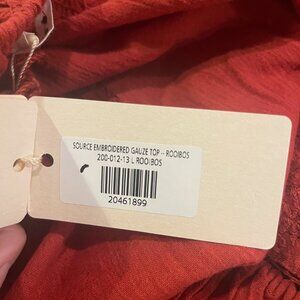 SOURCE EMBROIDERED GAUZE TOP -- ROOIBOS
200-012-13 L ROOIBOS
20461899